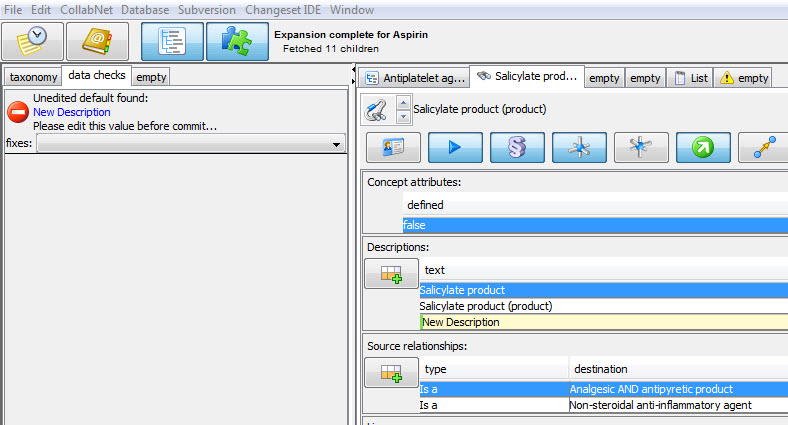 File Edit CollabNet Database Subversion Changeset IDE Window
Expansion complete for Aspirin
Fetched 11 children
taxonomy data checks empty
Unedited default found:
New Description
Please edit this value before commit...
fixes:
Antiplatelet ag... Salicylate prod... empty empty List empty
Salicylate product (product)
Concept attributes:
defined
false
Descriptions:
text
Salicylate product
Salicylate product (product)
New Description
Source relationships:
type destination
Is a Analgesic AND antipyretic product
Is a Non-steroidal anti-inflammatory agent